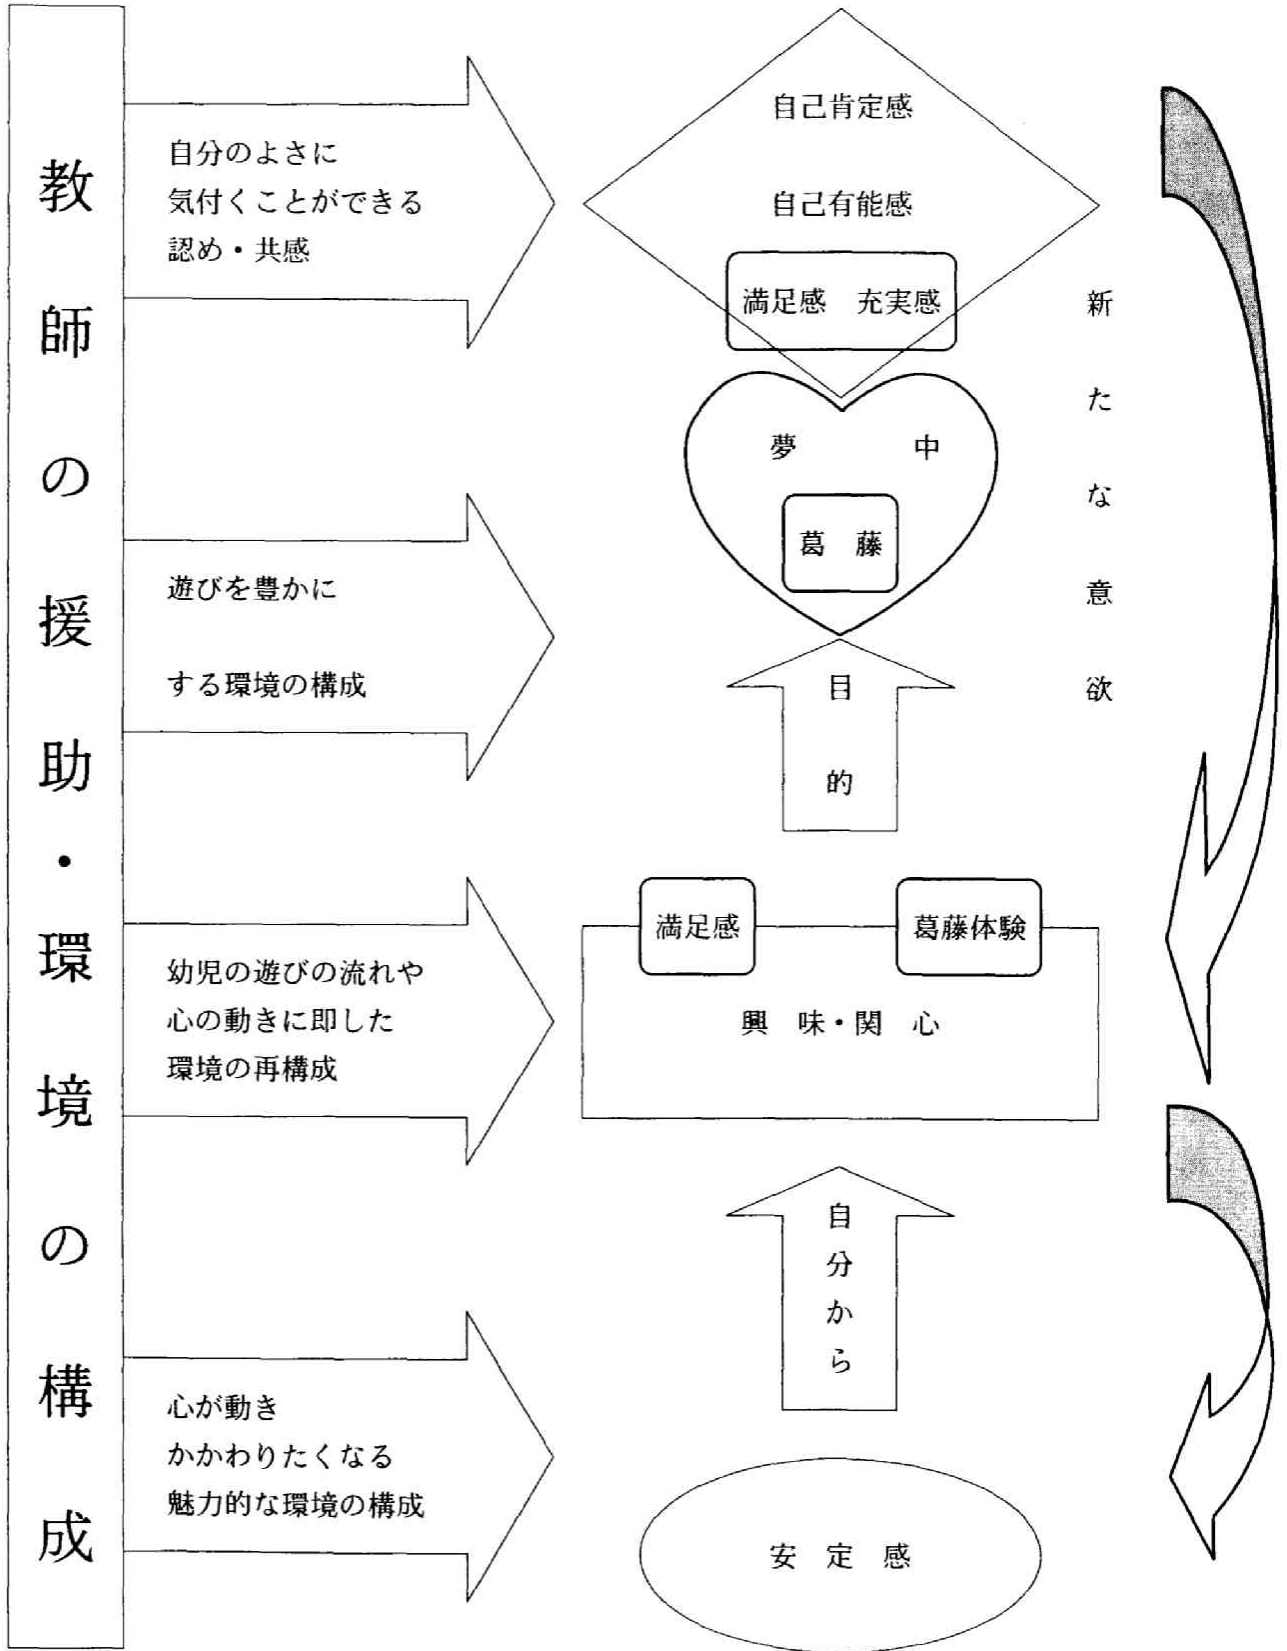 教師の援助・環境の構成
自分のよさに
気付くことができる
認め・共感
遊びを豊かに
する環境の構成
幼児の遊びの流れや
心の動きに即した
環境の再構成
心が動き
かかわりたくなる
魅力的な環境の構成
自己肯定感
自己有能感
満足感　充実感
夢　中
葛　藤
目的
満足感
葛藤体験
興　味・関　心
自分から
安　定　感
新たな意欲